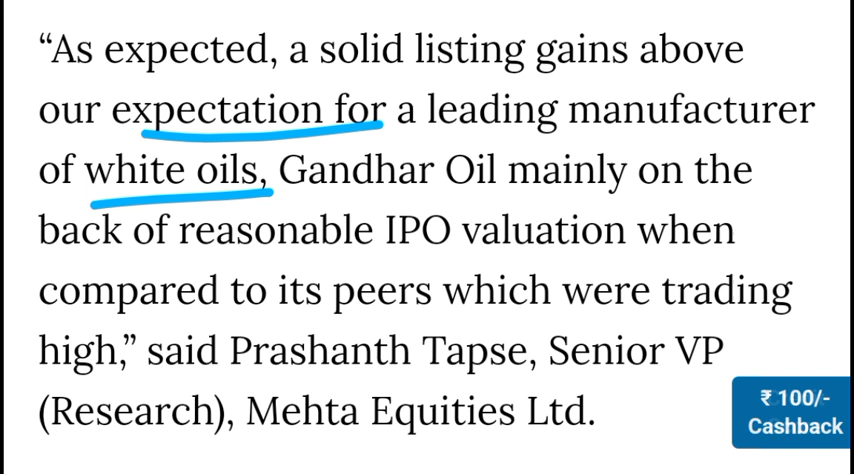 “As expected, a solid listing gains above
our expectation for a leading manufacturer
of white oils, Gandhar Oil mainly on the
back of reasonable IPO valuation when
compared to its peers which were trading
high,” said Prashanth Tapse, Senior VP
(Research), Mehta Equities Ltd.
₹ 100/-
Cashback